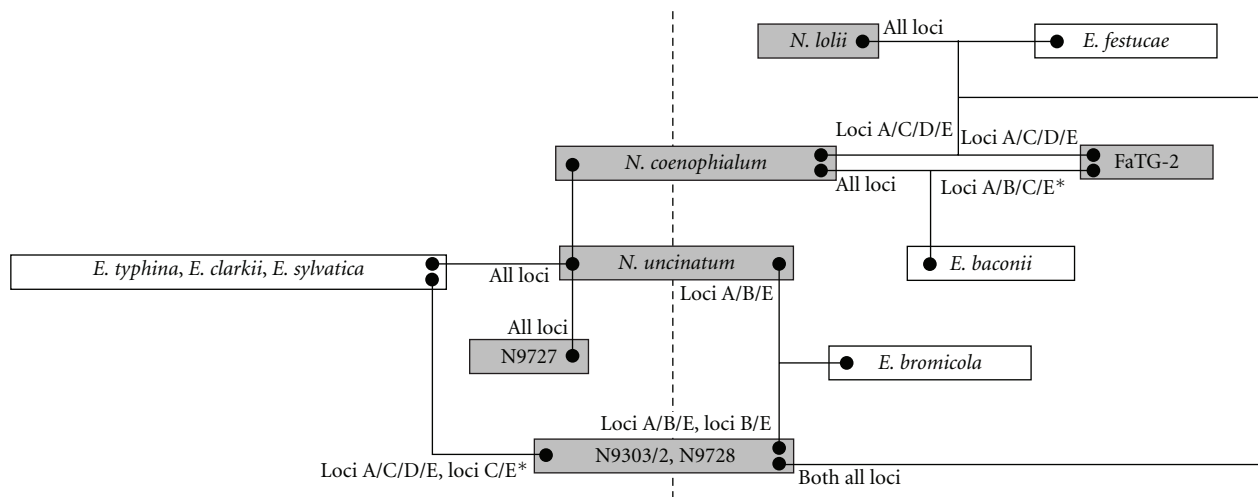 N. lolii
All loci
E. festucae
Loci A/C/D/E
Loci A/C/D/E
N. coenophialum
FaTG-2
All loci
Loci A/B/C/E*
E. typhina, E. clarkii, E. sylvatica
All loci
N. uncinatum
E. baconii
Loci A/B/E
All loci
N9727
E. bromicola
Loci A/B/E, loci B/E
Loci A/C/D/E, loci C/E*
N9303/2, N9728
Both all loci